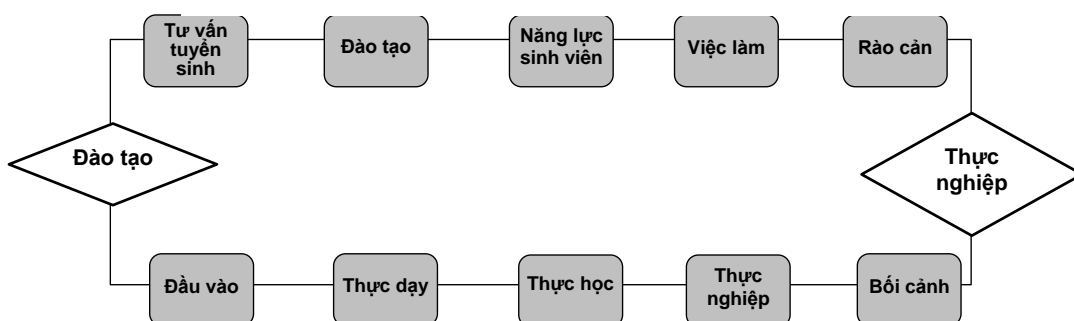 Tư vấn
tuyển
sinh
Đào tạo
Năng lực
sinh viên
Việc làm
Rào cản
Đào tạo
Thực
nghiệp
Đầu vào
Thực dạy
Thực học
Thực
nghiệp
Bối cảnh